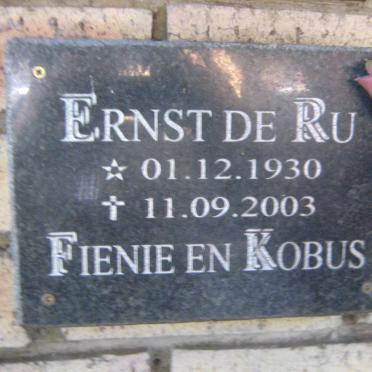 Ernst de Ru
☆ 01.12.1930
✝ 11.09.2003
Fienie en Kobus